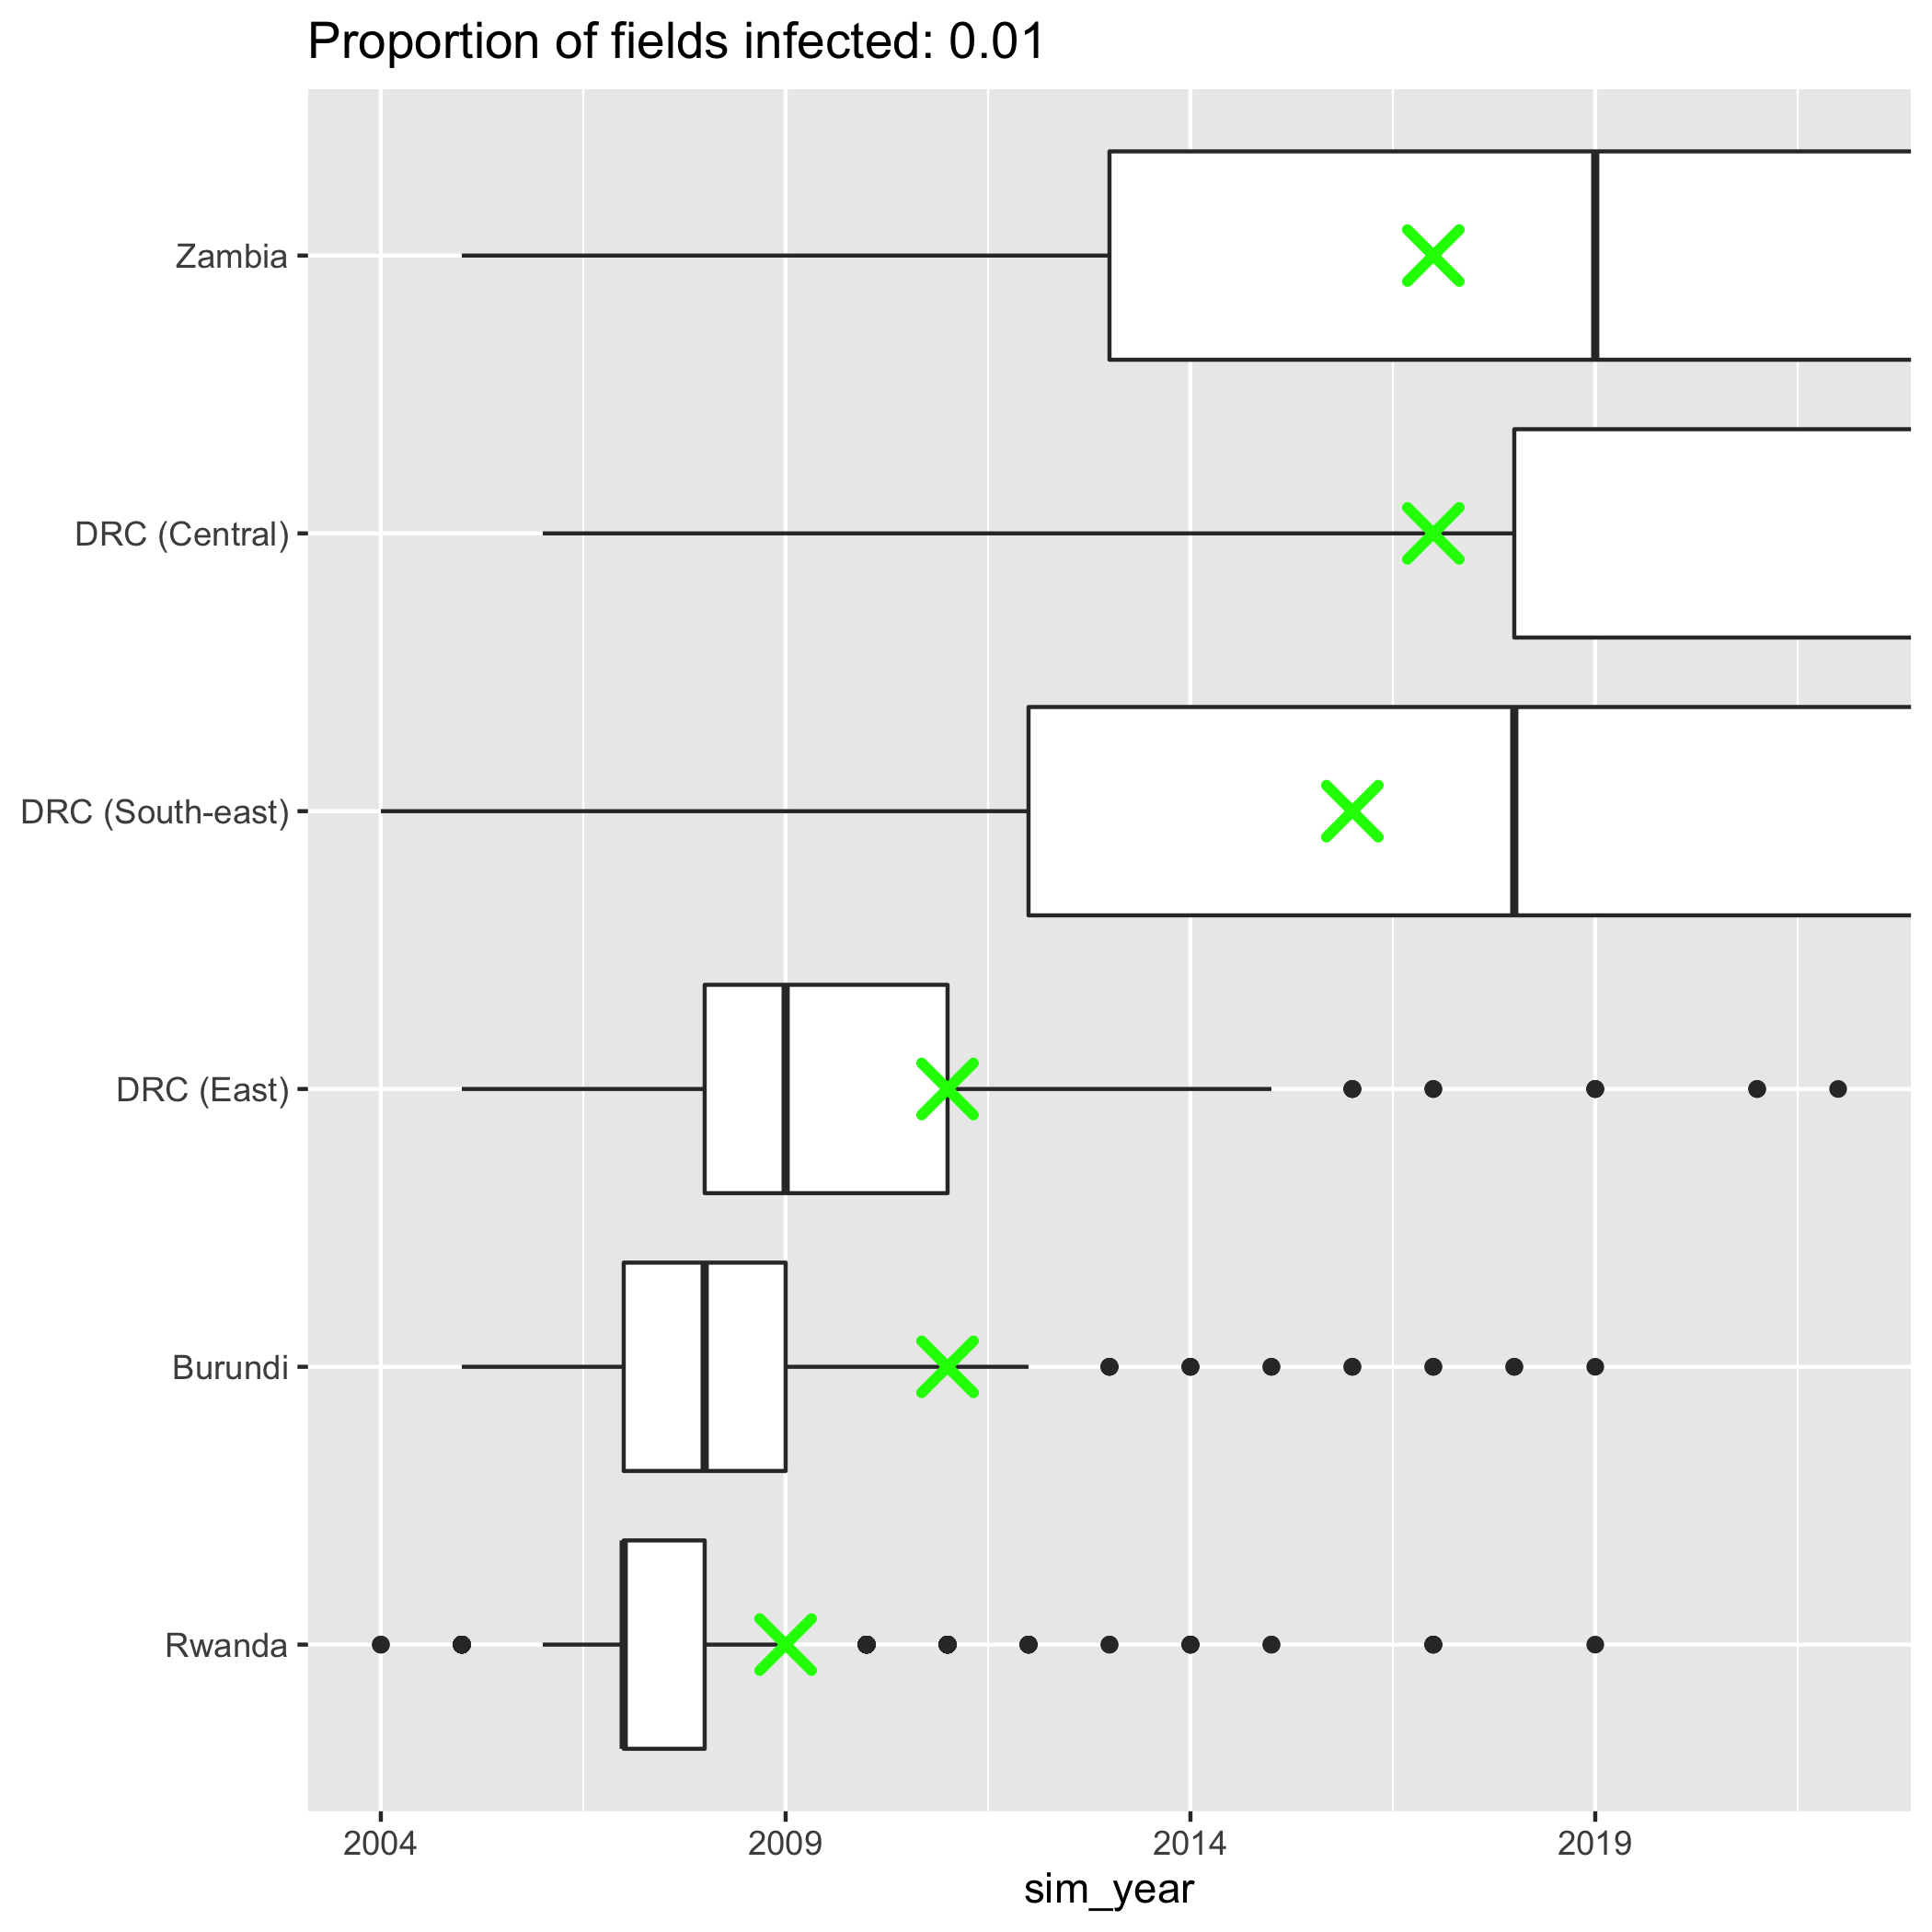 Proportion of fields infected: 0.01
Zambia
DRC (Central)
DRC (South-east)
DRC (East)
Burundi
Rwanda
2004 2009 2014 2019
sim_year